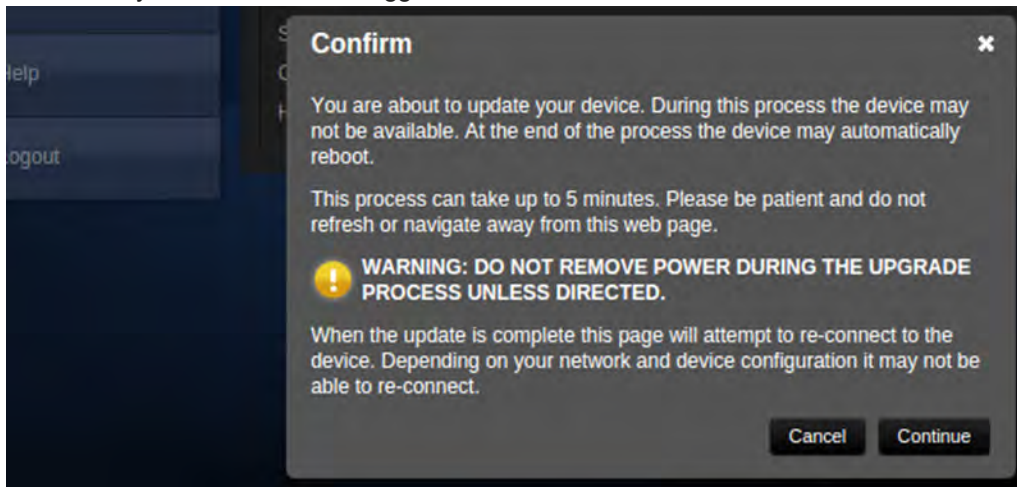 Confirm
You are about to update your device. During this process the device may
not be available. At the end of the process the device may automatically
reboot.
This process can take up to 5 minutes. Please be patient and do not
refresh or navigate away from this web page.
WARNING: DO NOT REMOVE POWER DURING THE UPGRADE
PROCESS UNLESS DIRECTED.
When the update is complete this page will attempt to re-connect to the
device. Depending on your network and device configuration it may not be
able to re-connect.
Cancel Continue
Help
Logout